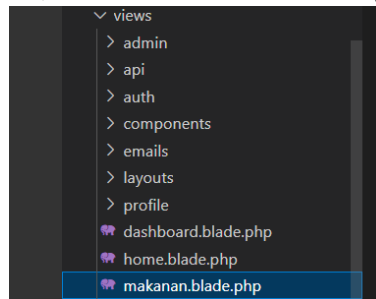 views
admin
api
auth
components
emails
layouts
profile
dashboard.blade.php
home.blade.php
makanan.blade.php